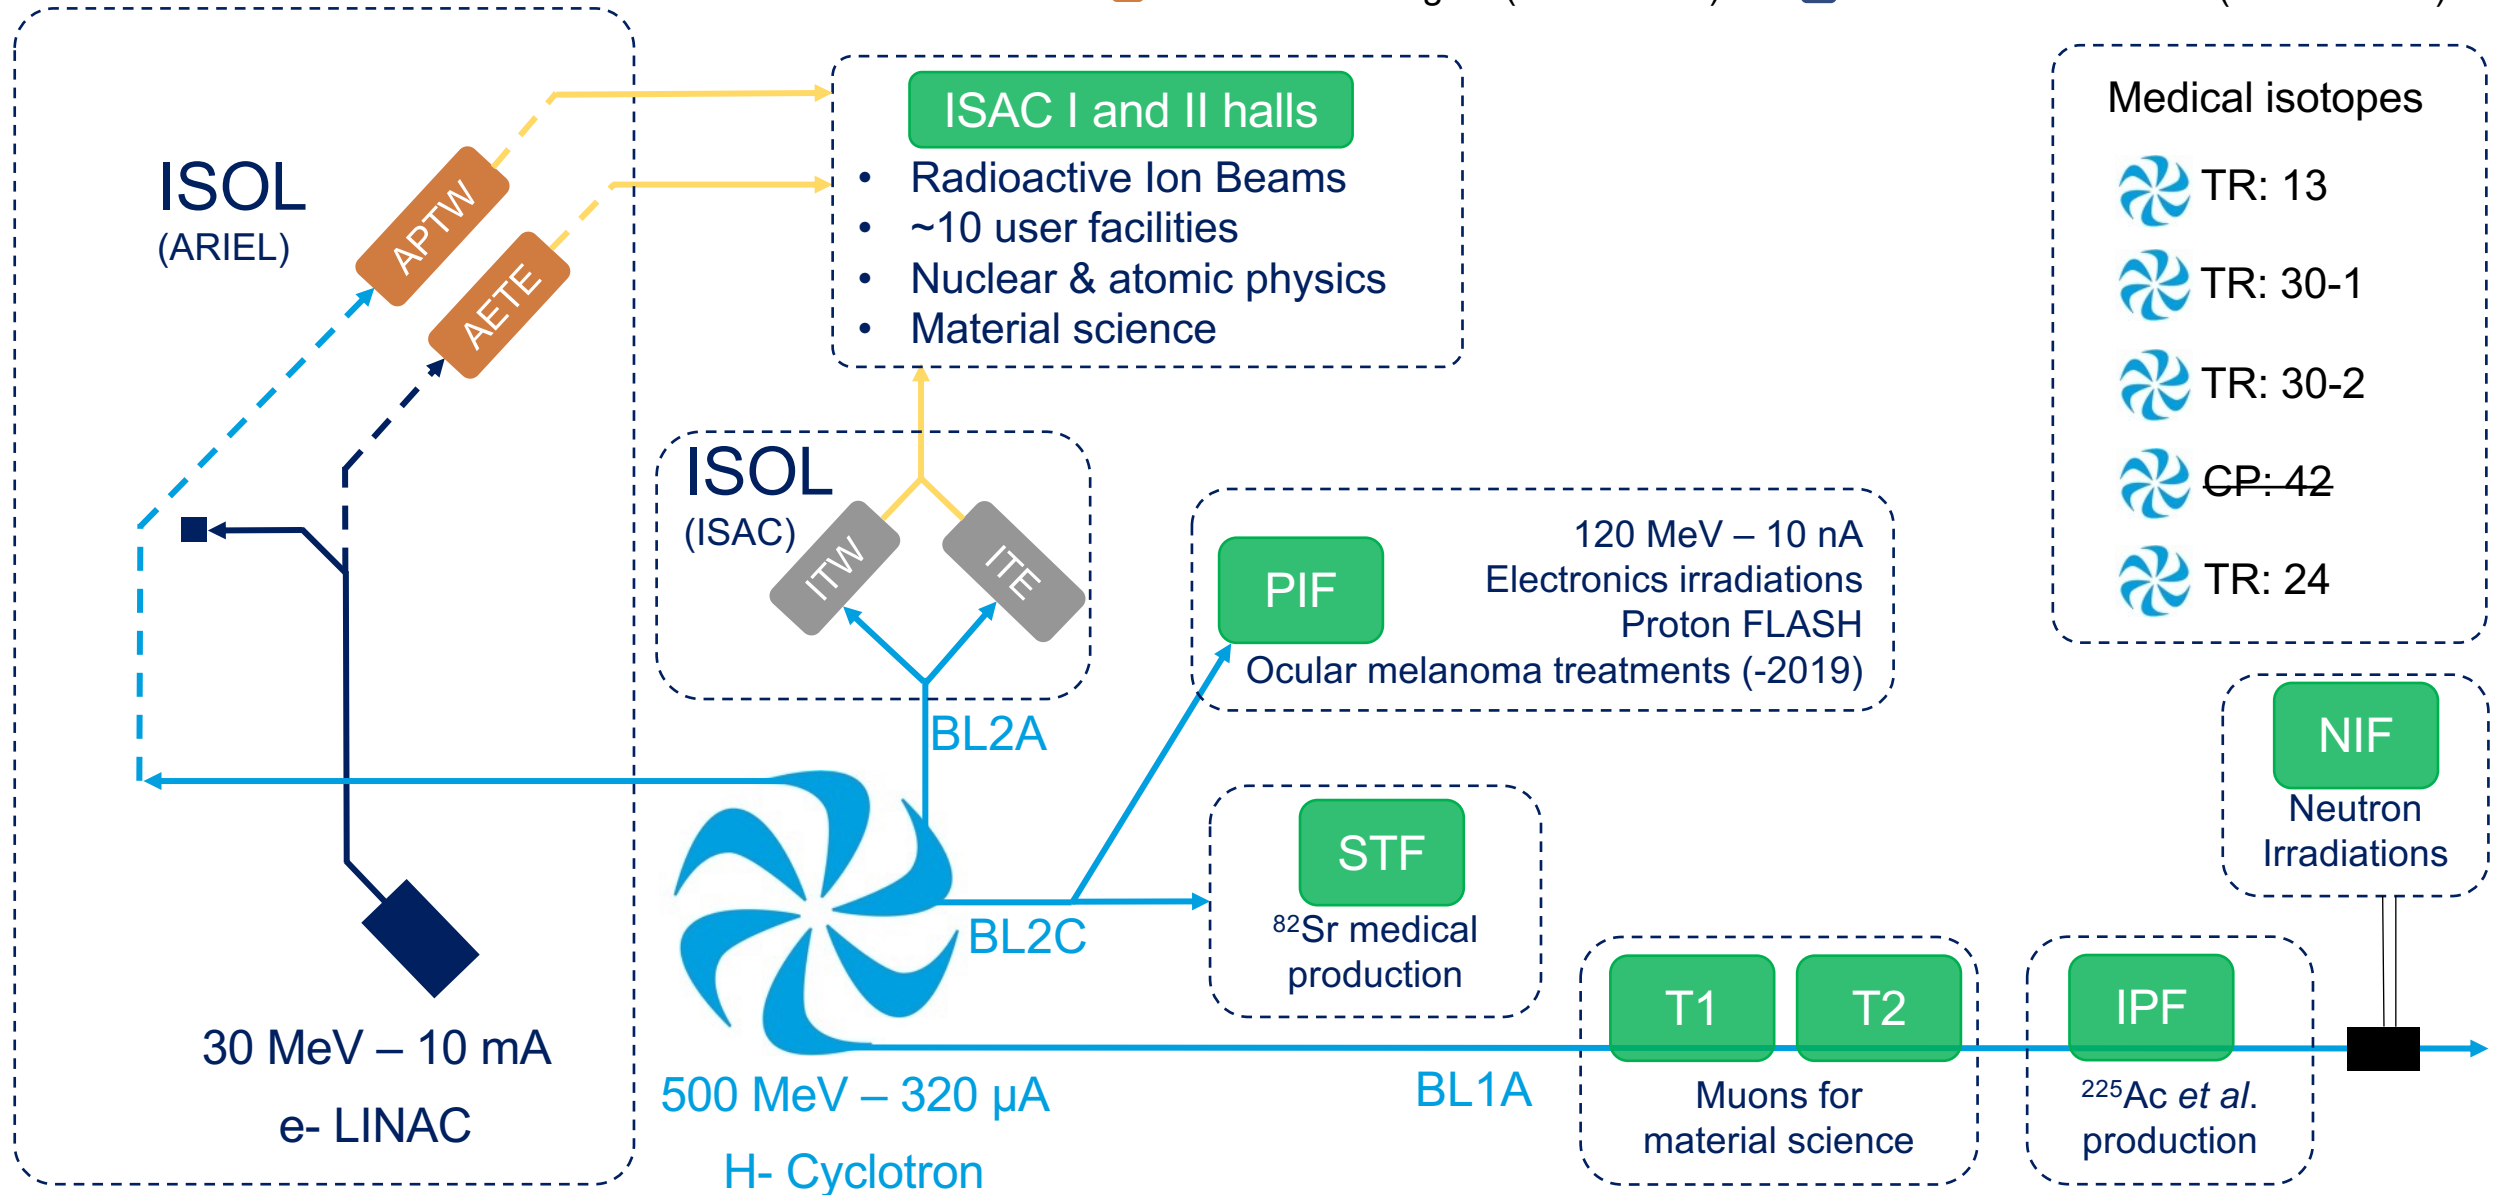 ISOL
(ARIEL)
APTW
AETE
30 MeV – 10 mA
e- LINAC
ISAC I and II halls
• Radioactive Ion Beams
• ~10 user facilities
• Nuclear & atomic physics
• Material science
ISOL
(ISAC)
ITW
ITE
BL2A
BL2C
500 MeV – 320 µA
H- Cyclotron
BL1A
PIF
120 MeV – 10 nA
Electronics irradiations
Proton FLASH
Ocular melanoma treatments (-2019)
STF
⁸²Sr medical
production
T1
T2
Muons for
material science
IPF
²²⁵Ac et al.
production
NIF
Neutron
Irradiations
Medical isotopes
TR: 13
TR: 30-1
TR: 30-2
CP: 42
TR: 24